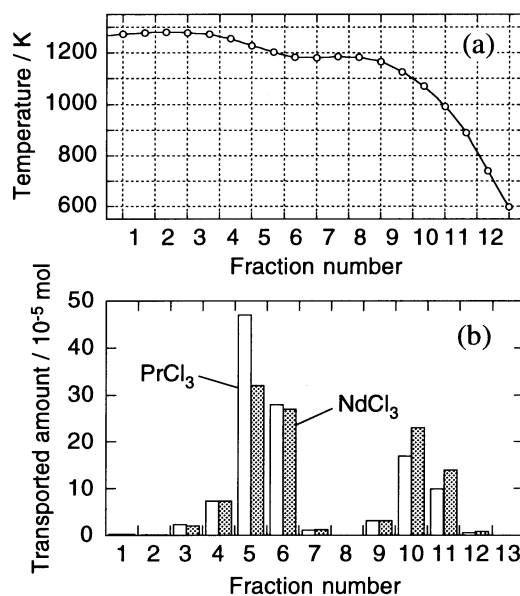 (a)
Temperature / K
1200
1000
800
600
1 2 3 4 5 6 7 8 9 10 11 12
Fraction number
(b)
Transported amount / 10⁻⁵ mol
50
40
30
20
10
0
PrCl₃
NdCl₃
1 2 3 4 5 6 7 8 9 10 11 12 13
Fraction number